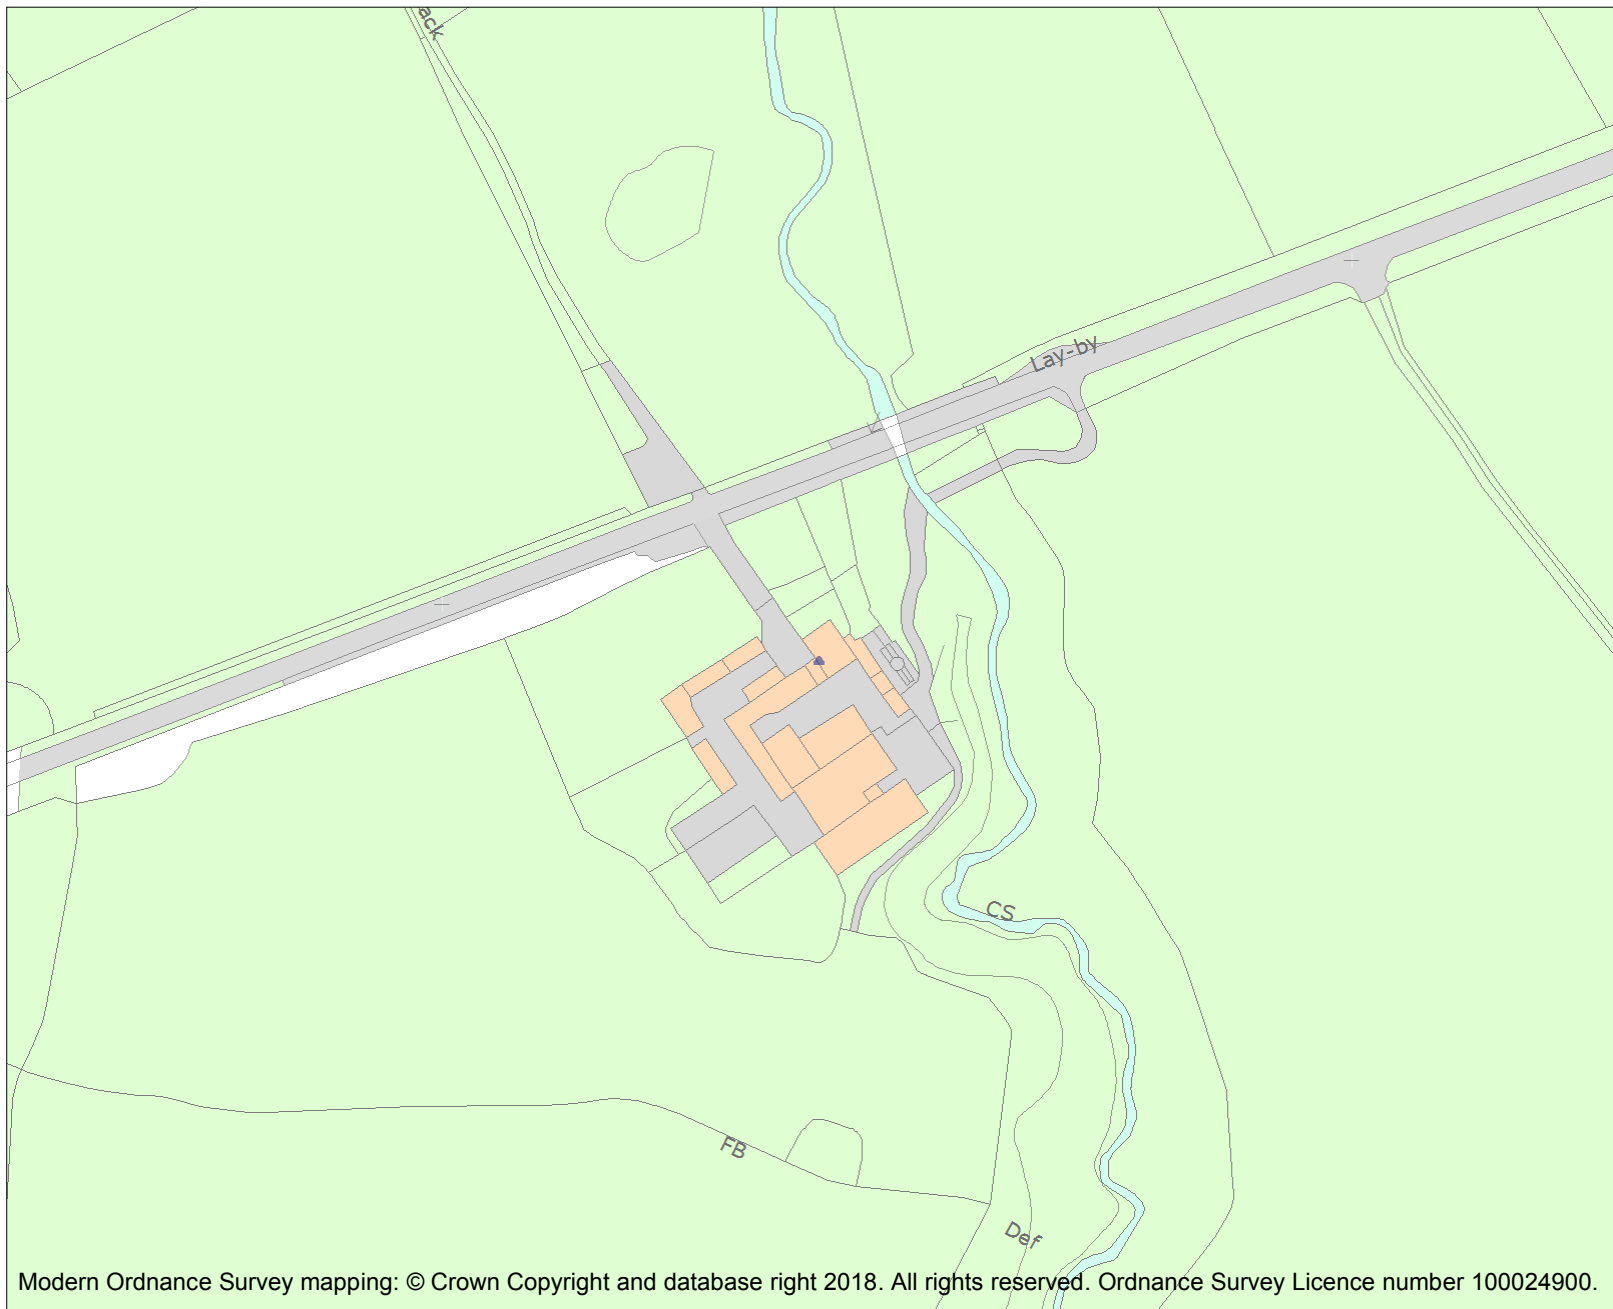 ack
Lay-by
CS
FB
Def
Modern Ordnance Survey mapping: © Crown Copyright and database right 2018. All rights reserved. Ordnance Survey Licence number 100024900.